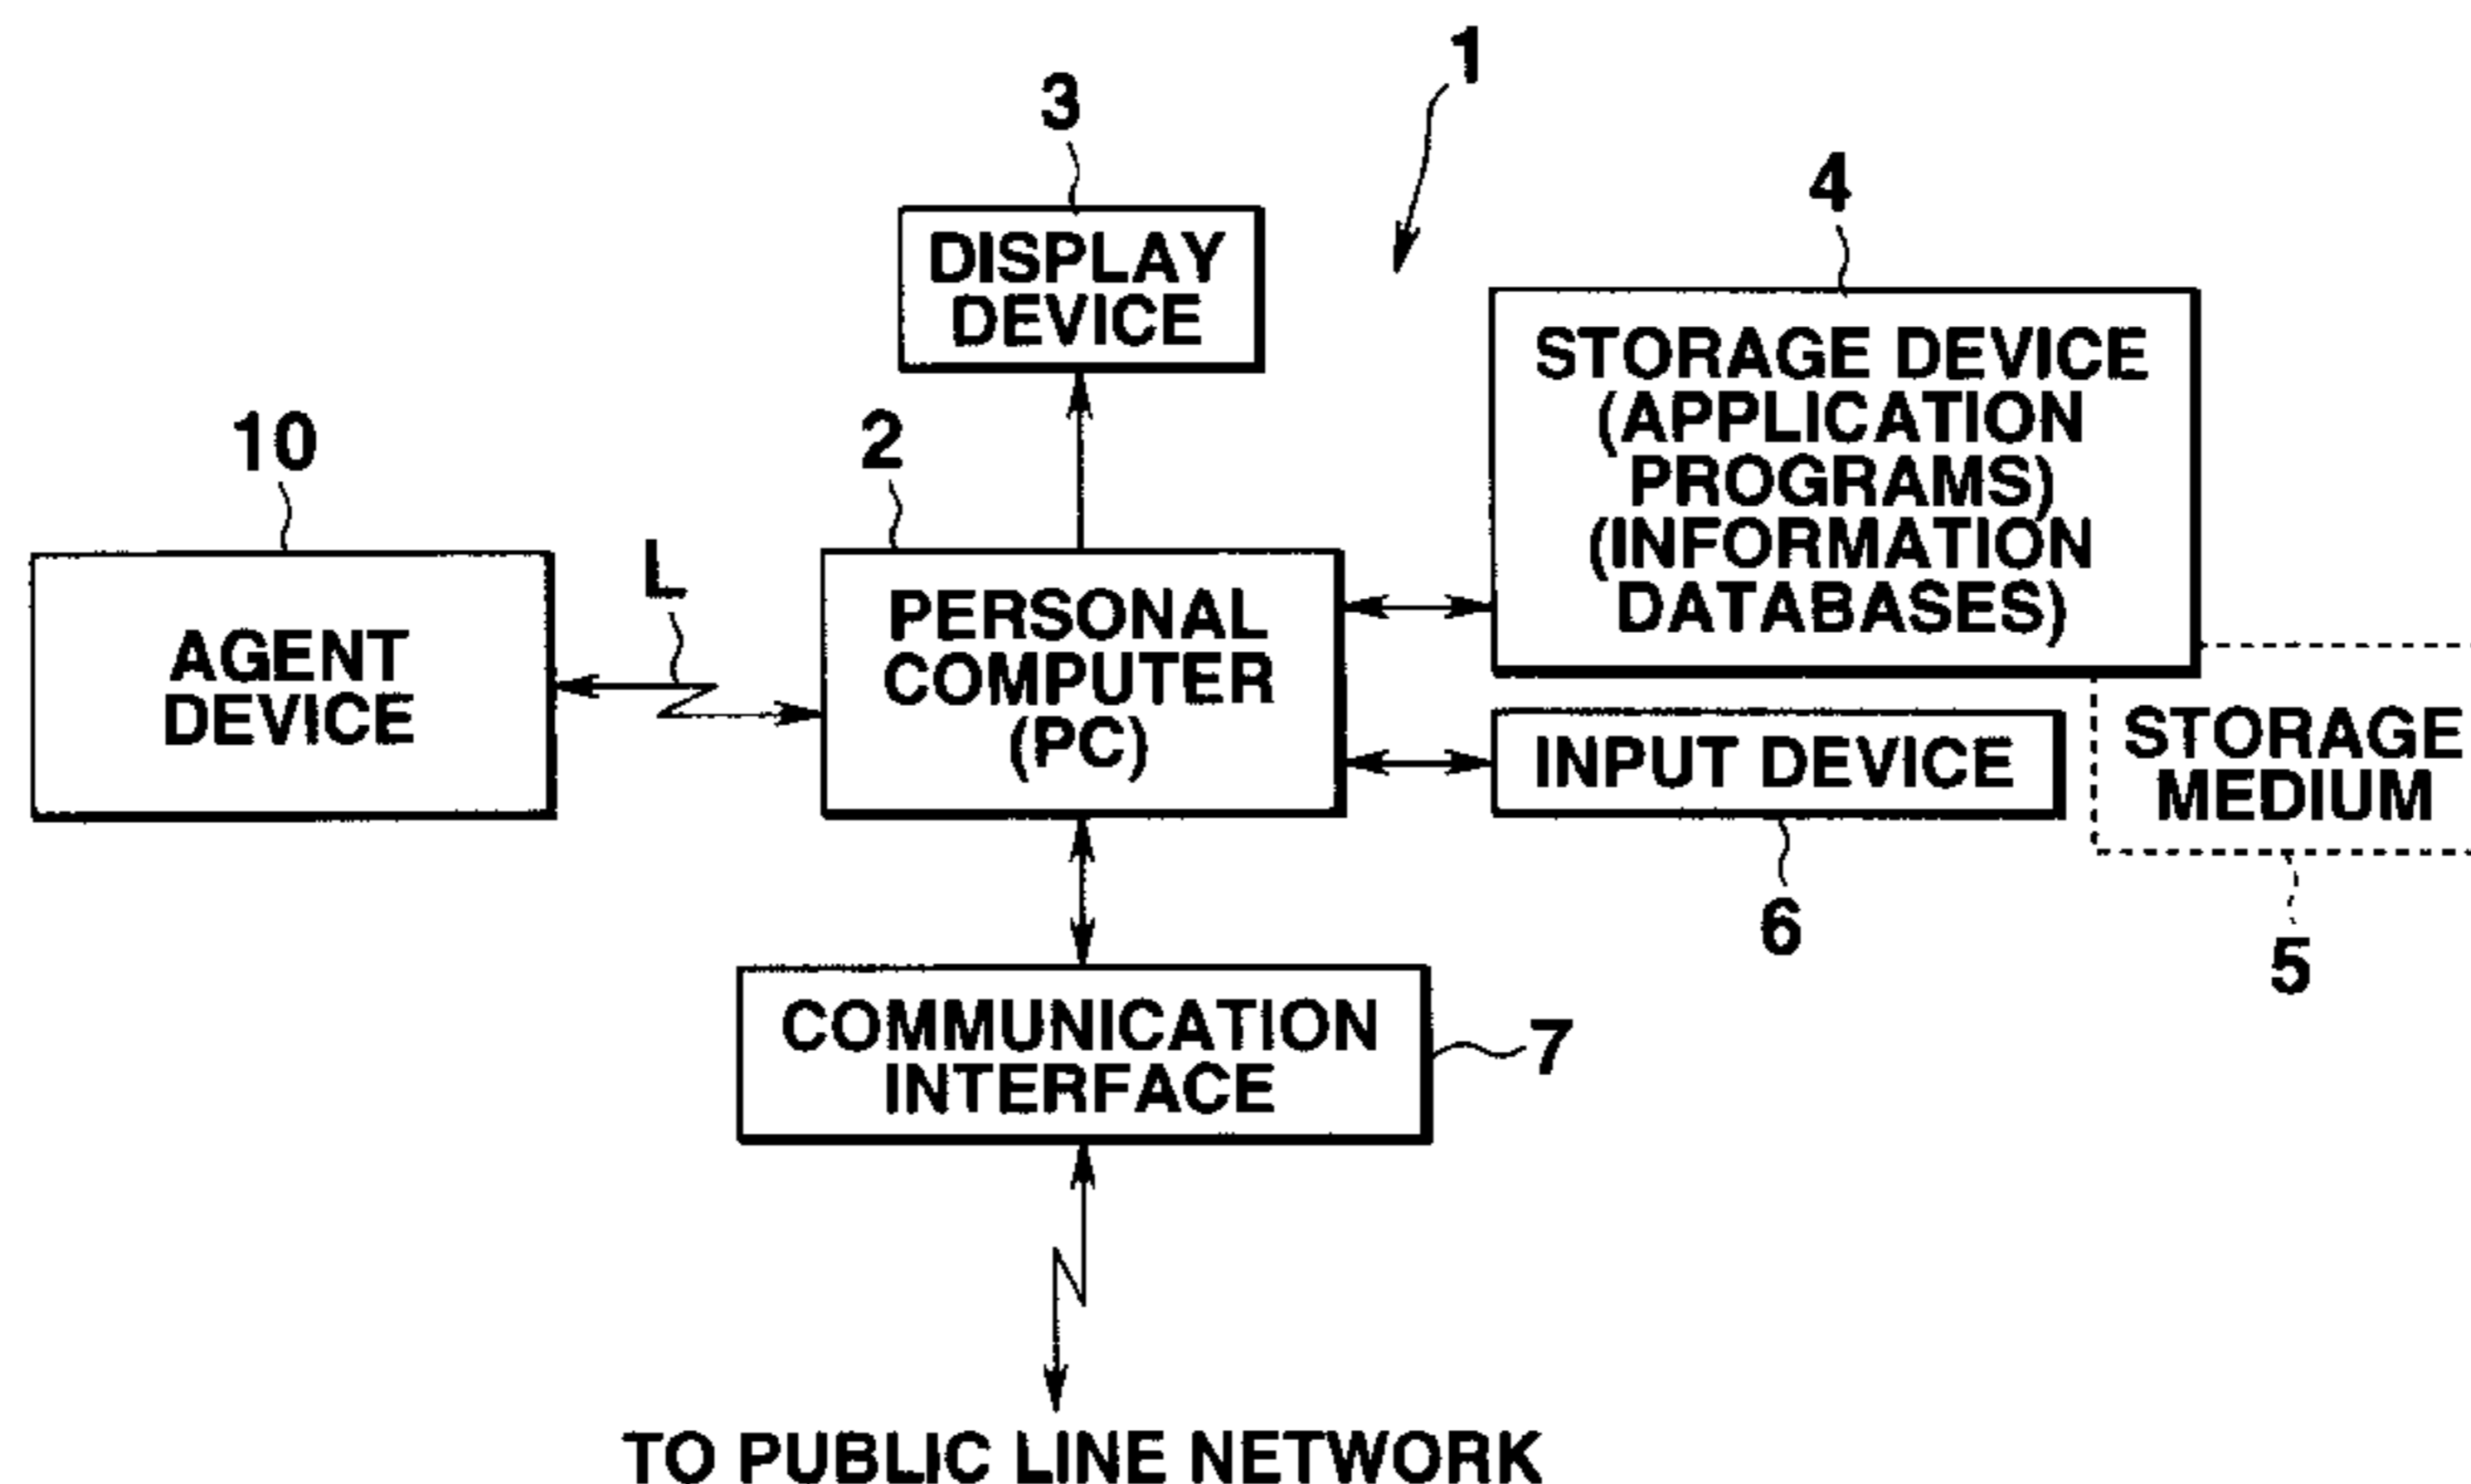 1
3
DISPLAY
DEVICE
4
STORAGE DEVICE
(APPLICATION
PROGRAMS)
(INFORMATION
DATABASES)
10
AGENT
DEVICE
L
2
PERSONAL
COMPUTER
(PC)
INPUT DEVICE
6
STORAGE
MEDIUM
5
COMMUNICATION
INTERFACE
7
TO PUBLIC LINE NETWORK